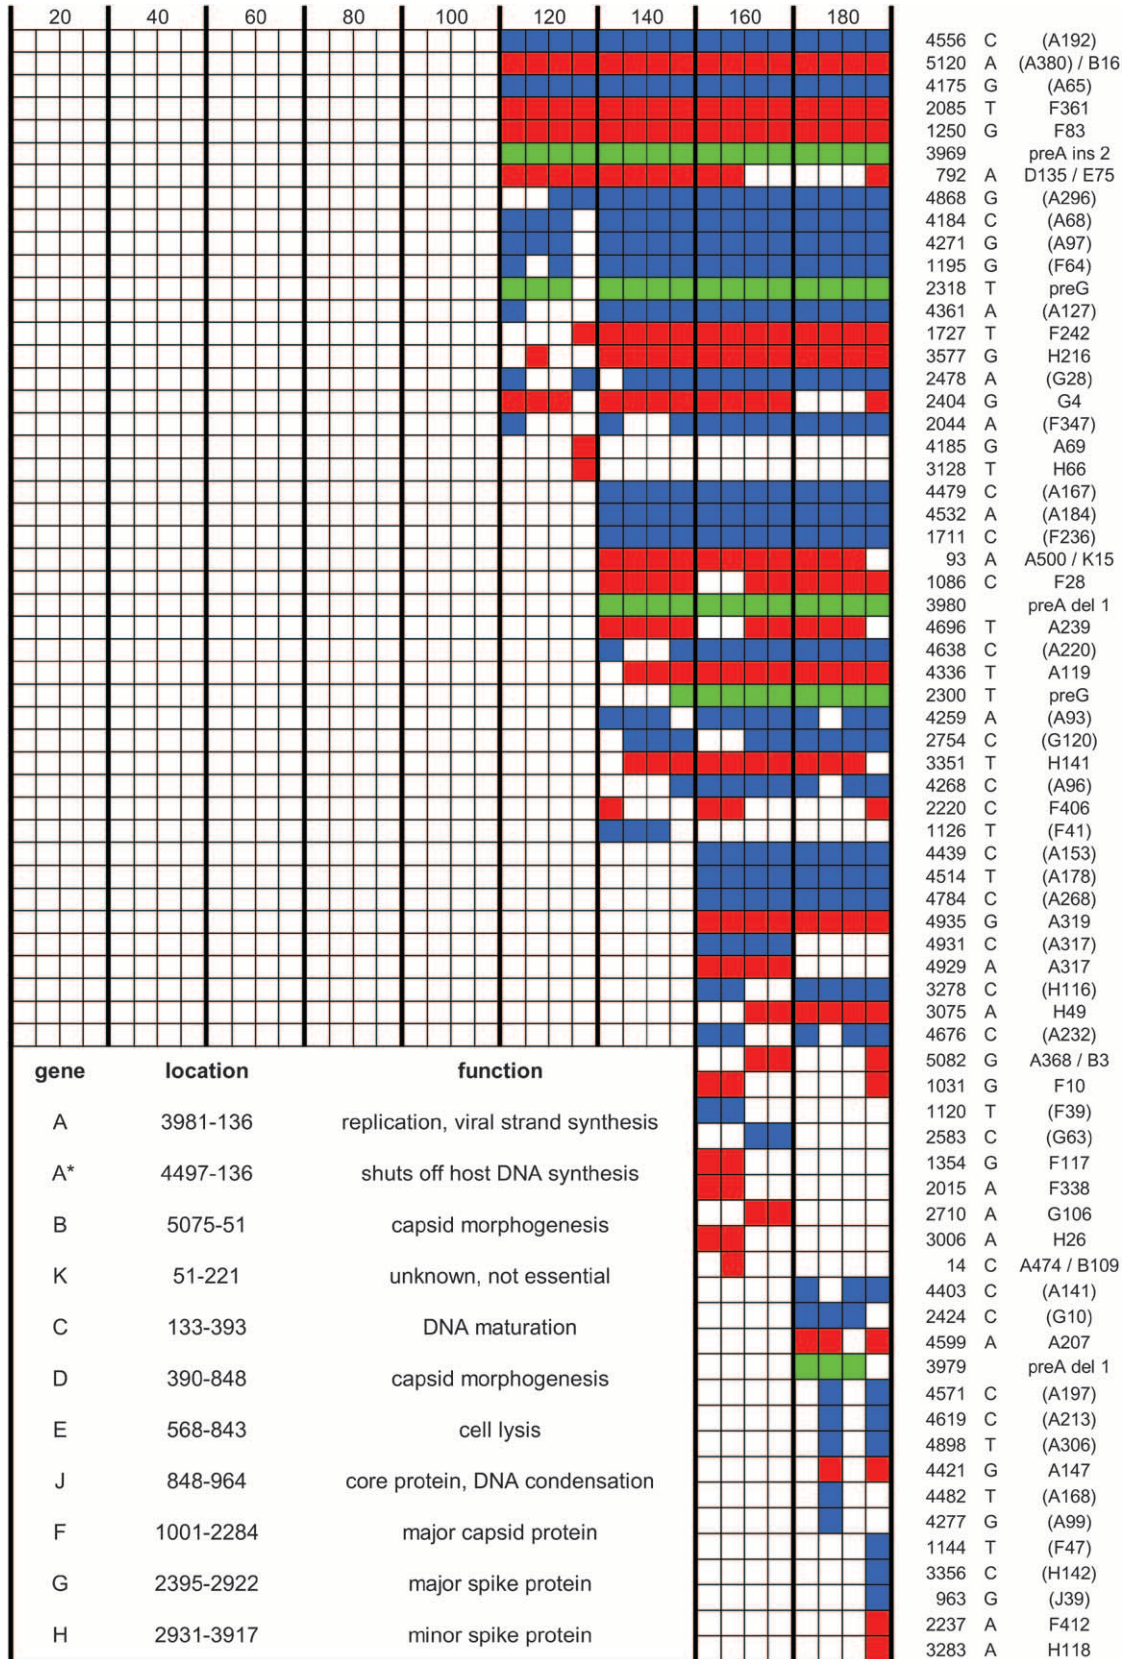 20 40 60 80 100 120 140 160 180
4556 C (A192)
5120 A (A380) / B16
4175 G (A65)
2085 T F361
1250 G F83
3969 preA ins 2
792 A D135 / E75
4868 G (A296)
4184 C (A68)
4271 G (A97)
1195 G (F64)
2318 T preG
4361 A (A127)
1727 T F242
3577 G H216
2478 A (G28)
2404 G G4
2044 A (F347)
4185 G A69
3128 T H66
4479 C (A167)
4532 A (A184)
1711 C (F236)
93 A A500 / K15
1086 C F28
3980 preA del 1
4696 T A239
4638 C (A220)
4336 T A119
2300 T preG
4259 A (A93)
2754 C (G120)
3351 T H141
4268 C (A96)
2220 C F406
1126 T (F41)
4439 C (A153)
4514 T (A178)
4784 C (A268)
4935 G A319
4931 C (A317)
4929 A A317
3278 C (H116)
3075 A H49
4676 C (A232)
5082 G A368 / B3
1031 G F10
1120 T (F39)
2583 C (G63)
1354 G F117
2015 A F338
2710 A G106
3006 A H26
14 C A474 / B109
4403 C (A141)
2424 C (G10)
4599 A A207
3979 preA del 1
4571 C (A197)
4619 C (A213)
4898 T (A306)
4421 G A147
4482 T (A168)
4277 G (A99)
1144 T (F47)
3356 C (H142)
963 G (J39)
2237 A F412
3283 A H118
gene location function
A 3981-136 replication, viral strand synthesis
A* 4497-136 shuts off host DNA synthesis
B 5075-51 capsid morphogenesis
K 51-221 unknown, not essential
C 133-393 DNA maturation
D 390-848 capsid morphogenesis
E 568-843 cell lysis
J 848-964 core protein, DNA condensation
F 1001-2284 major capsid protein
G 2395-2922 major spike protein
H 2931-3917 minor spike protein